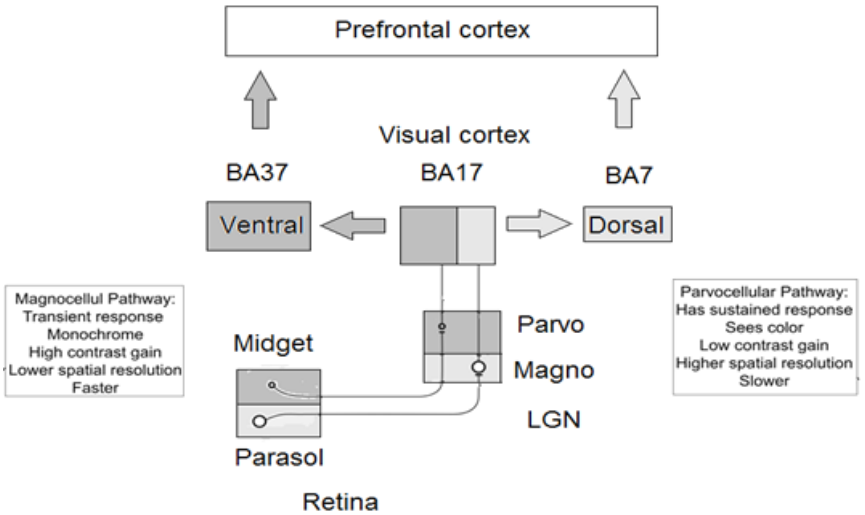 Prefrontal cortex
Visual cortex
BA37
BA17
BA7
Ventral
Dorsal
Magnocellul Pathway:
Transient response
Monochrome
High contrast gain
Lower spatial resolution
Faster
Parvocellular Pathway:
Has sustained response
Sees color
Low contrast gain
Higher spatial resolution
Slower
Midget
Parvo
Magno
LGN
Parasol
Retina